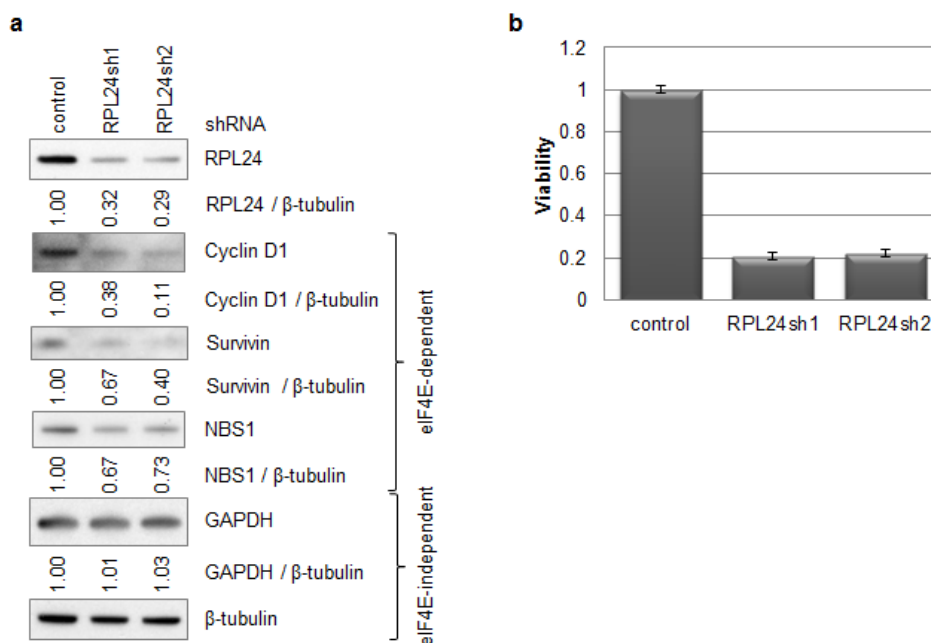 a
control
RPL24sh1
RPL24sh2
shRNA
RPL24
1.00 0.32 0.29 RPL24 / β-tubulin
Cyclin D1
1.00 0.38 0.11 Cyclin D1 / β-tubulin
Survivin
1.00 0.67 0.40 Survivin / β-tubulin
NBS1
1.00 0.67 0.73 NBS1 / β-tubulin
eIF4E-dependent
GAPDH
1.00 1.01 1.03 GAPDH / β-tubulin
β-tubulin
eIF4E-independent
b
Viability
1.2
1
0.8
0.6
0.4
0.2
0
control RPL24sh1 RPL24sh2